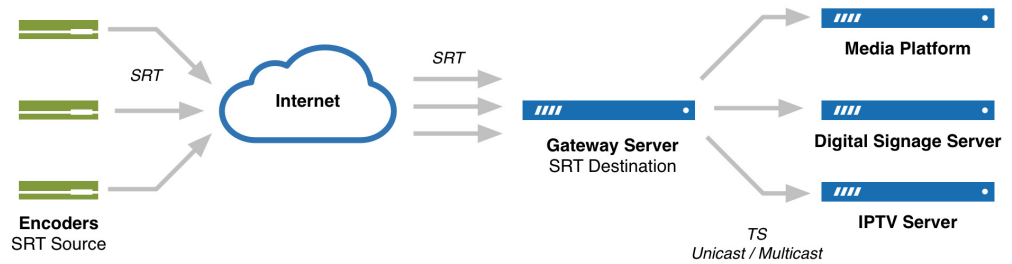 SRT
Internet
Encoders
SRT Source
SRT
Gateway Server
SRT Destination
Media Platform
Digital Signage Server
IPTV Server
TS
Unicast / Multicast